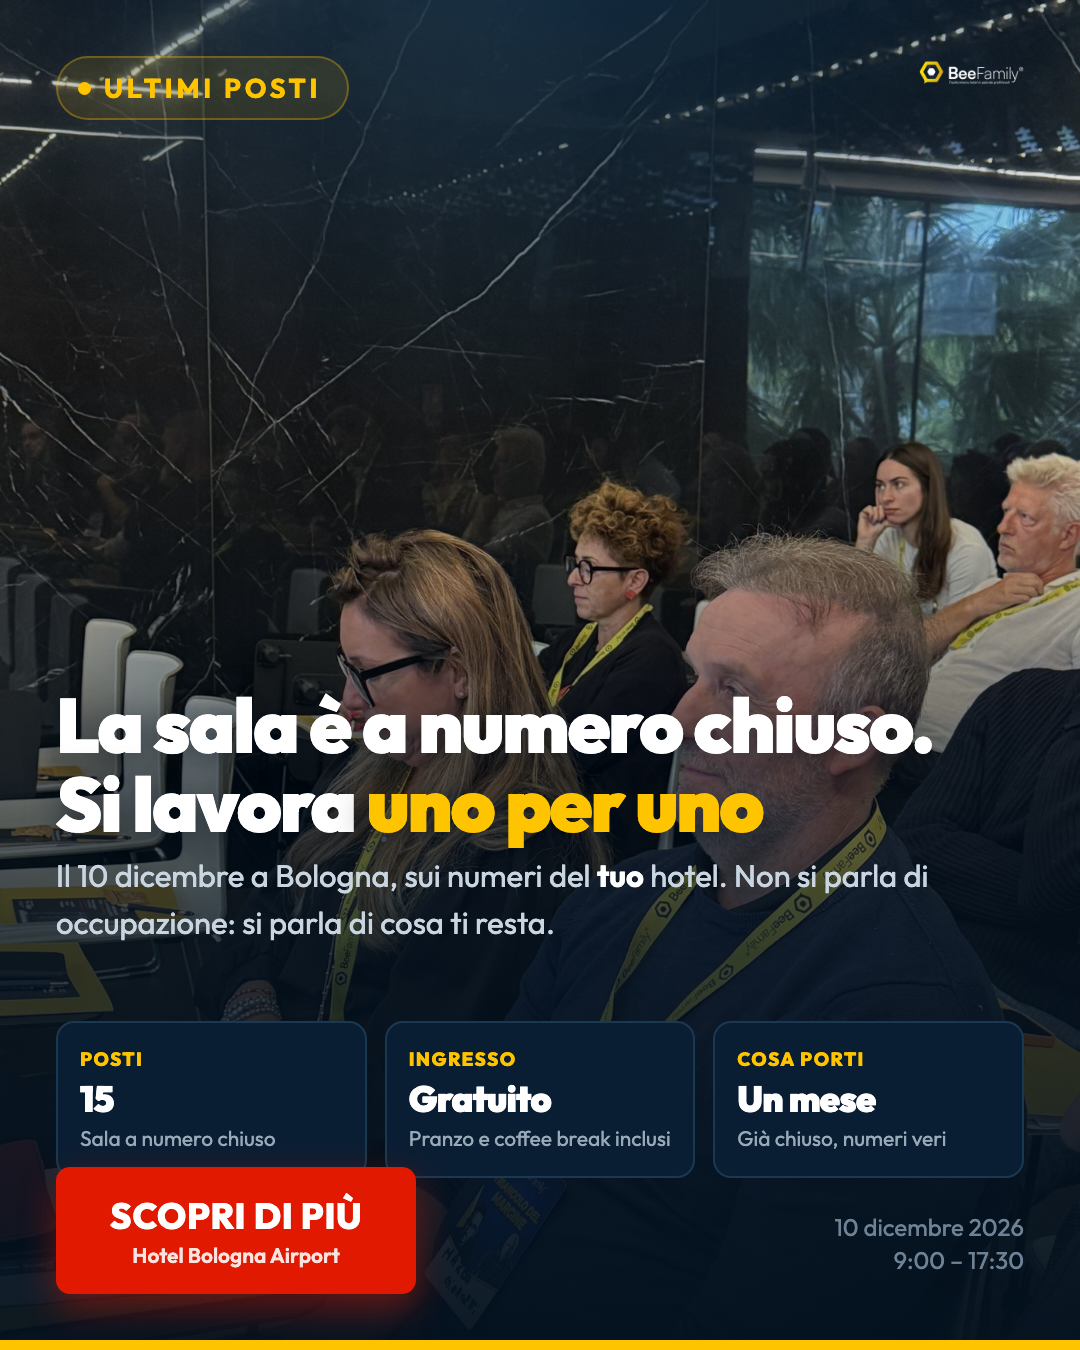 ULTIMI POSTI
BeeFamily®
La sala è a numero chiuso.
Si lavora uno per uno
Il 10 dicembre a Bologna, sui numeri del tuo hotel. Non si parla di
occupazione: si parla di cosa ti resta.
POSTI
15
Sala a numero chiuso
INGRESSO
Gratuito
Pranzo e coffee break inclusi
COSA PORTI
Un mese
Già chiuso, numeri veri
SCOPRI DI PIÙ
Hotel Bologna Airport
10 dicembre 2026
9:00 – 17:30